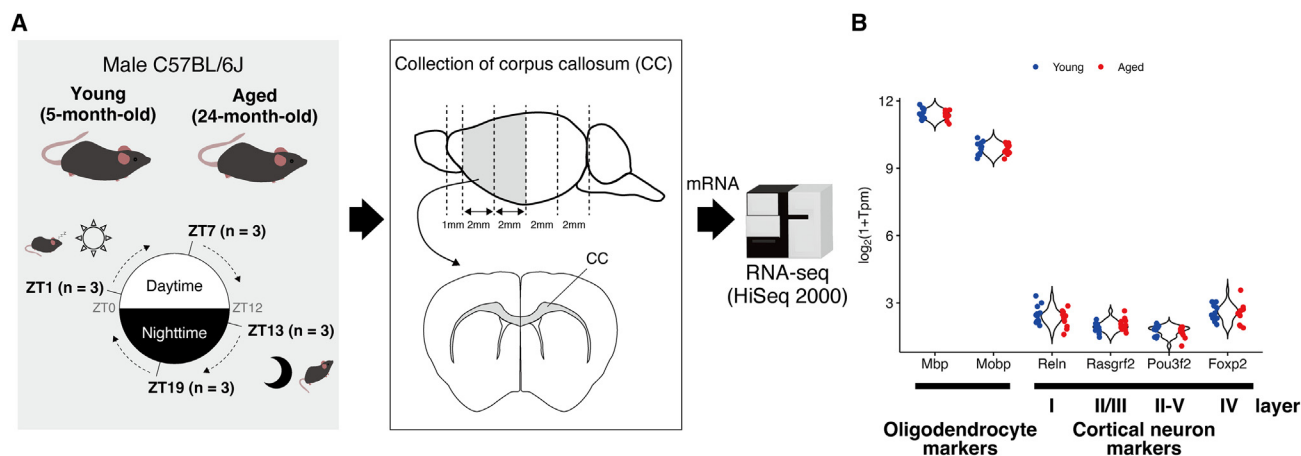 A
Male C57BL/6J
Young
(5-month-old)
Aged
(24-month-old)
ZT7 (n = 3)
ZT1 (n = 3)
ZT0
Daytime
ZT12
Nighttime
ZT13 (n = 3)
ZT19 (n = 3)
Collection of corpus callosum (CC)
1mm 2mm 2mm 2mm 2mm
CC
mRNA
RNA-seq
(HiSeq 2000)
B
Young Aged
log2(1+Tpm)
12
9
6
3
Mbp Mobp Reln Rasgrf2 Pou3f2 Foxp2
I II/III II-V IV layer
Oligodendrocyte
markers
Cortical neuron
markers